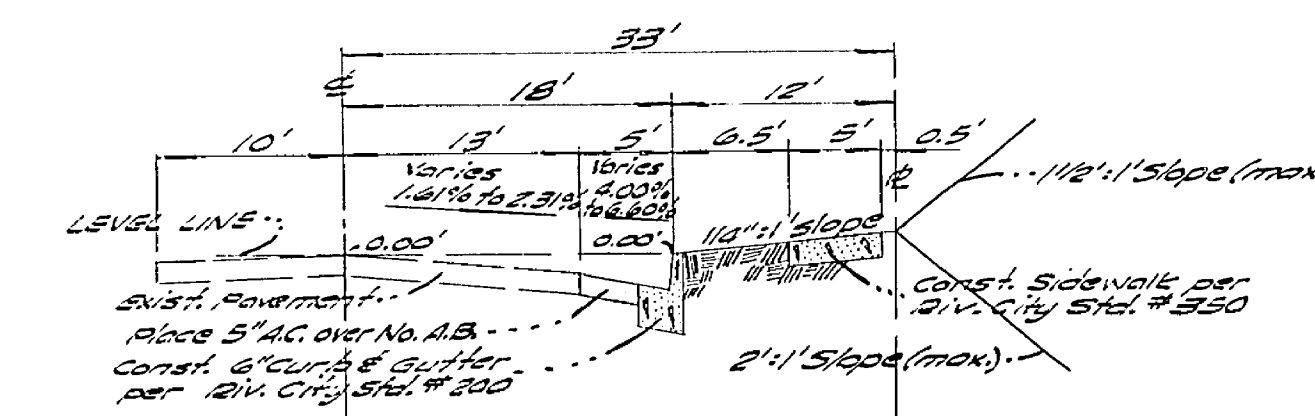 33'
℄
18'
12'
10'
13'
5'
6.5'
5'
0.5'
Varies
1.61% to 2.31%
Varies
4.00%
to 6.60%
℞
1 1/2':1' Slope (max
LEVEL LINE
0.00'
0.00'
1/4":1' Slope
Exist. Pavement
Place 5" A.C. over No. A.B.
Const. 6" Curb & Gutter
per Riv. City Std. # 200
Const. Sidewalk per
Riv. City Std. # 350
2':1' Slope (max.)